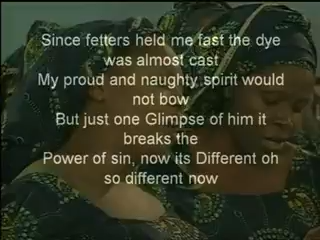 Since fetters held me fast the dye
was almost cast
My proud and naughty spirit would
not bow
But just one Glimpse of him it
breaks the
Power of sin, now its Different oh
so different now